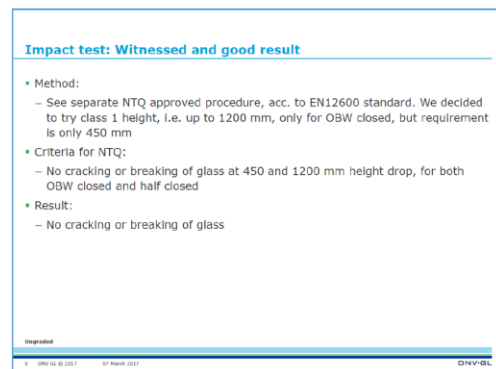 Impact test: Witnessed and good result
▪ Method:
– See separate NTQ approved procedure, acc. to EN12600 standard. We decided
to try class 1 height, i.e. up to 1200 mm, only for OBW closed, but requirement
is only 450 mm
▪ Criteria for NTQ:
– No cracking or breaking of glass at 450 and 1200 mm height drop, for both
OBW closed and half closed
▪ Result:
– No cracking or breaking of glass
Ungraded
DNV GL © 2017 07 March 2017 DNV·GL